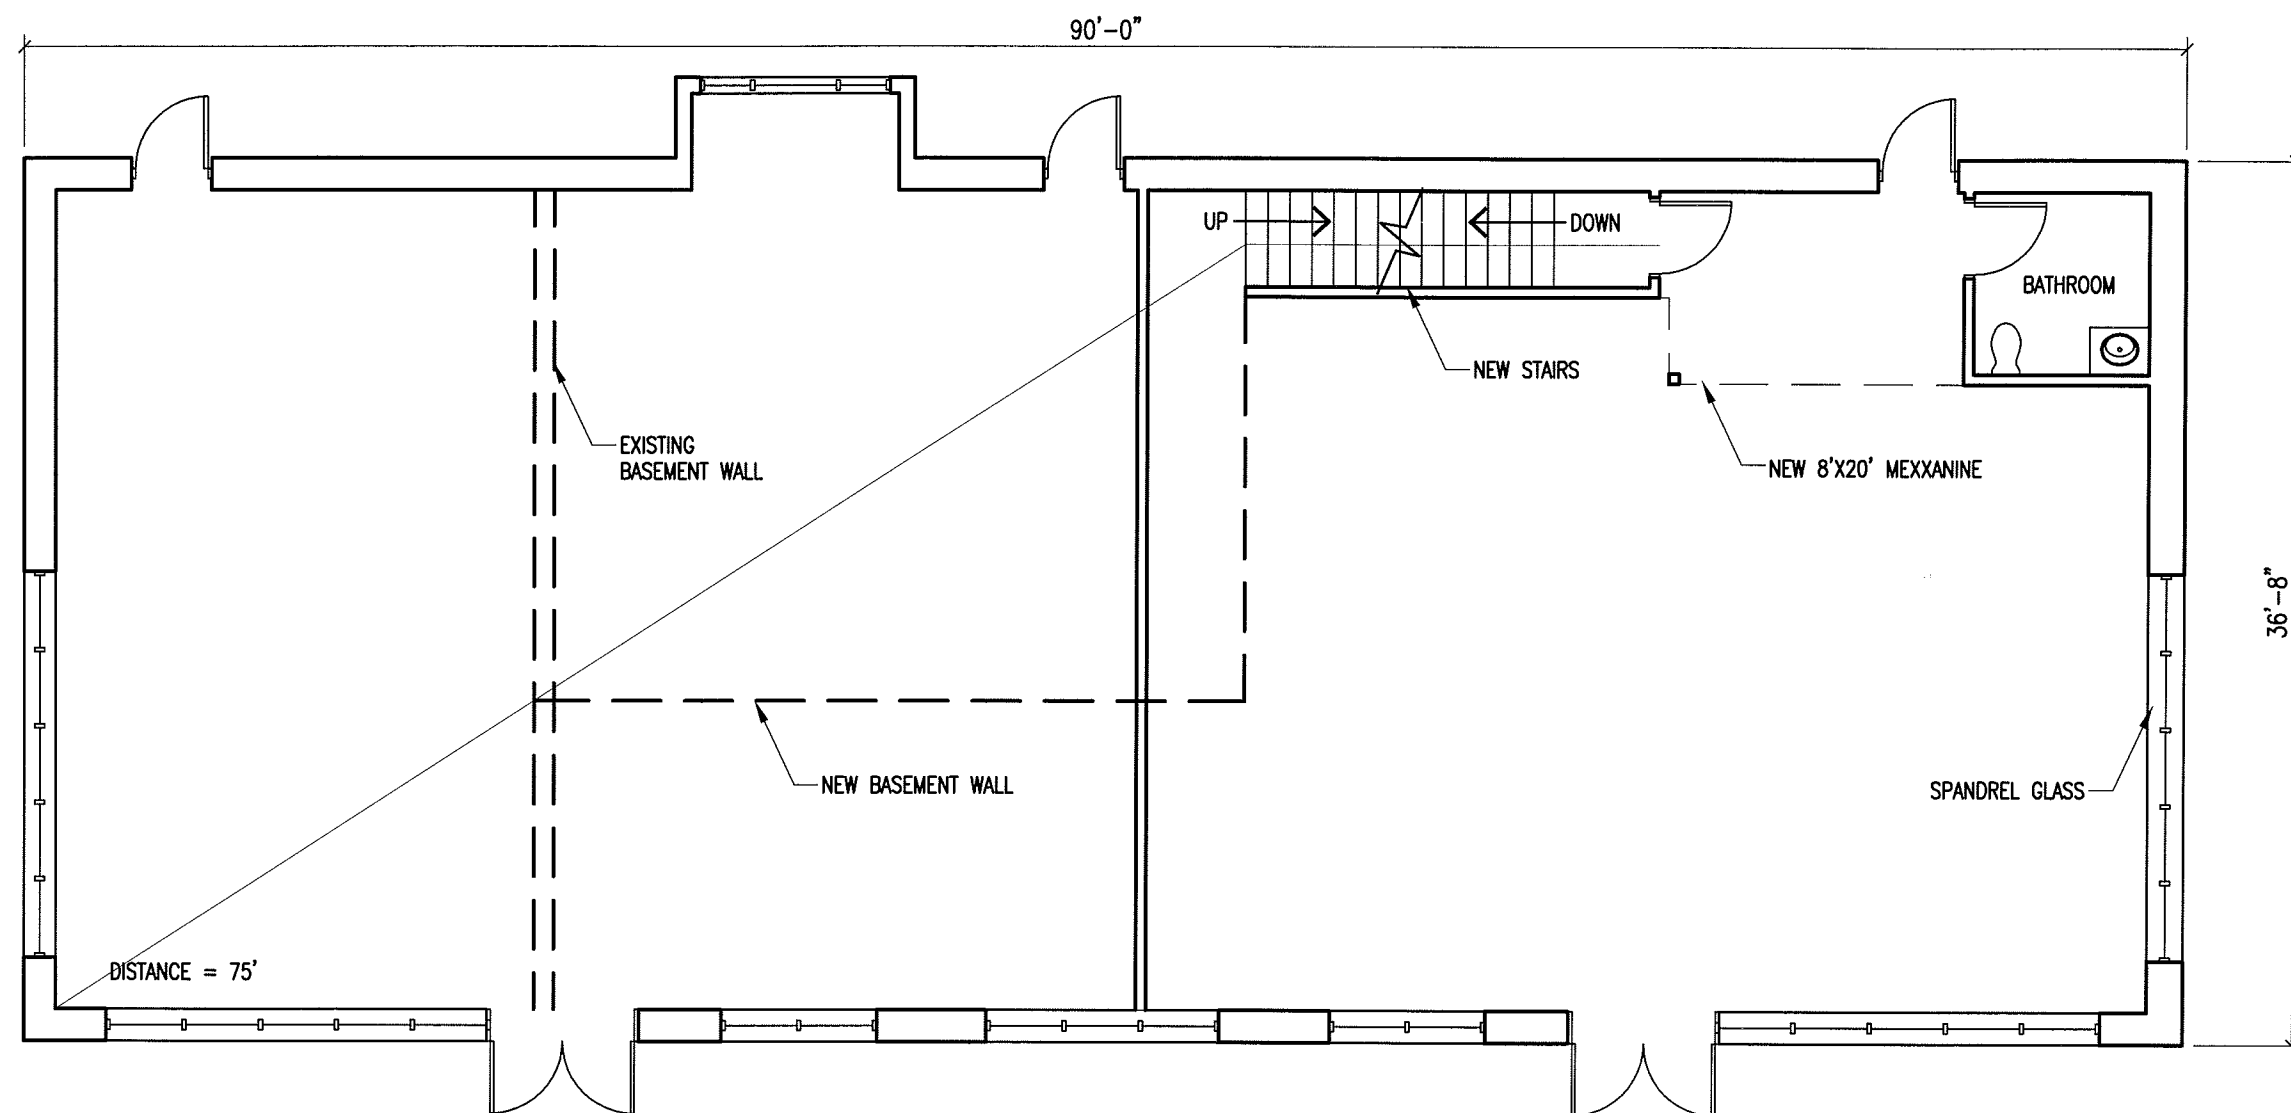 90'-0"
UP
DOWN
BATHROOM
NEW STAIRS
EXISTING
BASEMENT WALL
NEW 8'X20' MEXXANINE
36'-8"
NEW BASEMENT WALL
SPANDREL GLASS
DISTANCE = 75'